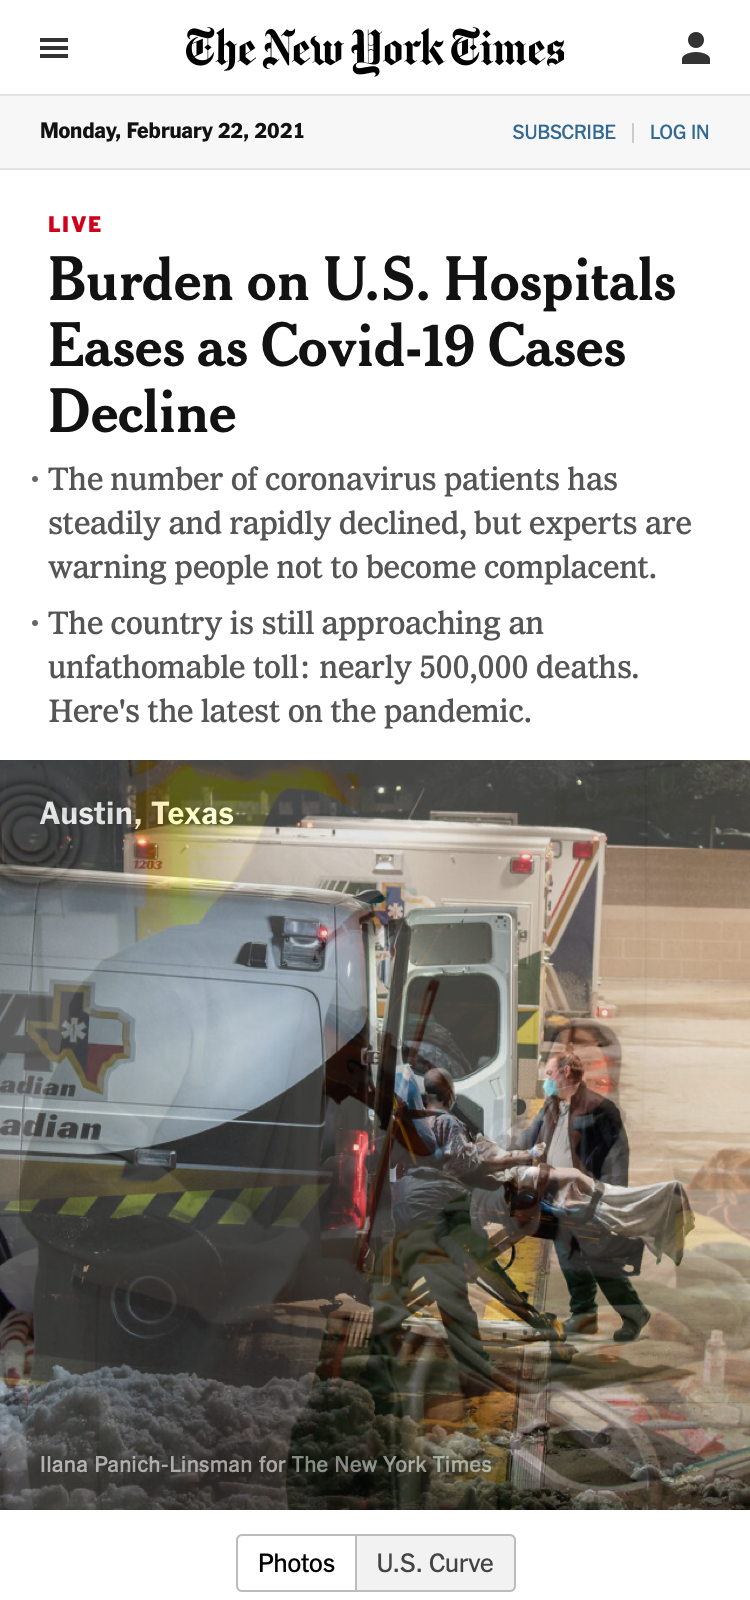 The New York Times
Monday, February 22, 2021
SUBSCRIBE | LOG IN
LIVE
Burden on U.S. Hospitals
Eases as Covid-19 Cases
Decline
• The number of coronavirus patients has
steadily and rapidly declined, but experts are
warning people not to become complacent.
• The country is still approaching an
unfathomable toll: nearly 500,000 deaths.
Here's the latest on the pandemic.
Austin, Texas
1203
A
adian
adian
Ilana Panich-Linsman for The New York Times
Photos
U.S. Curve